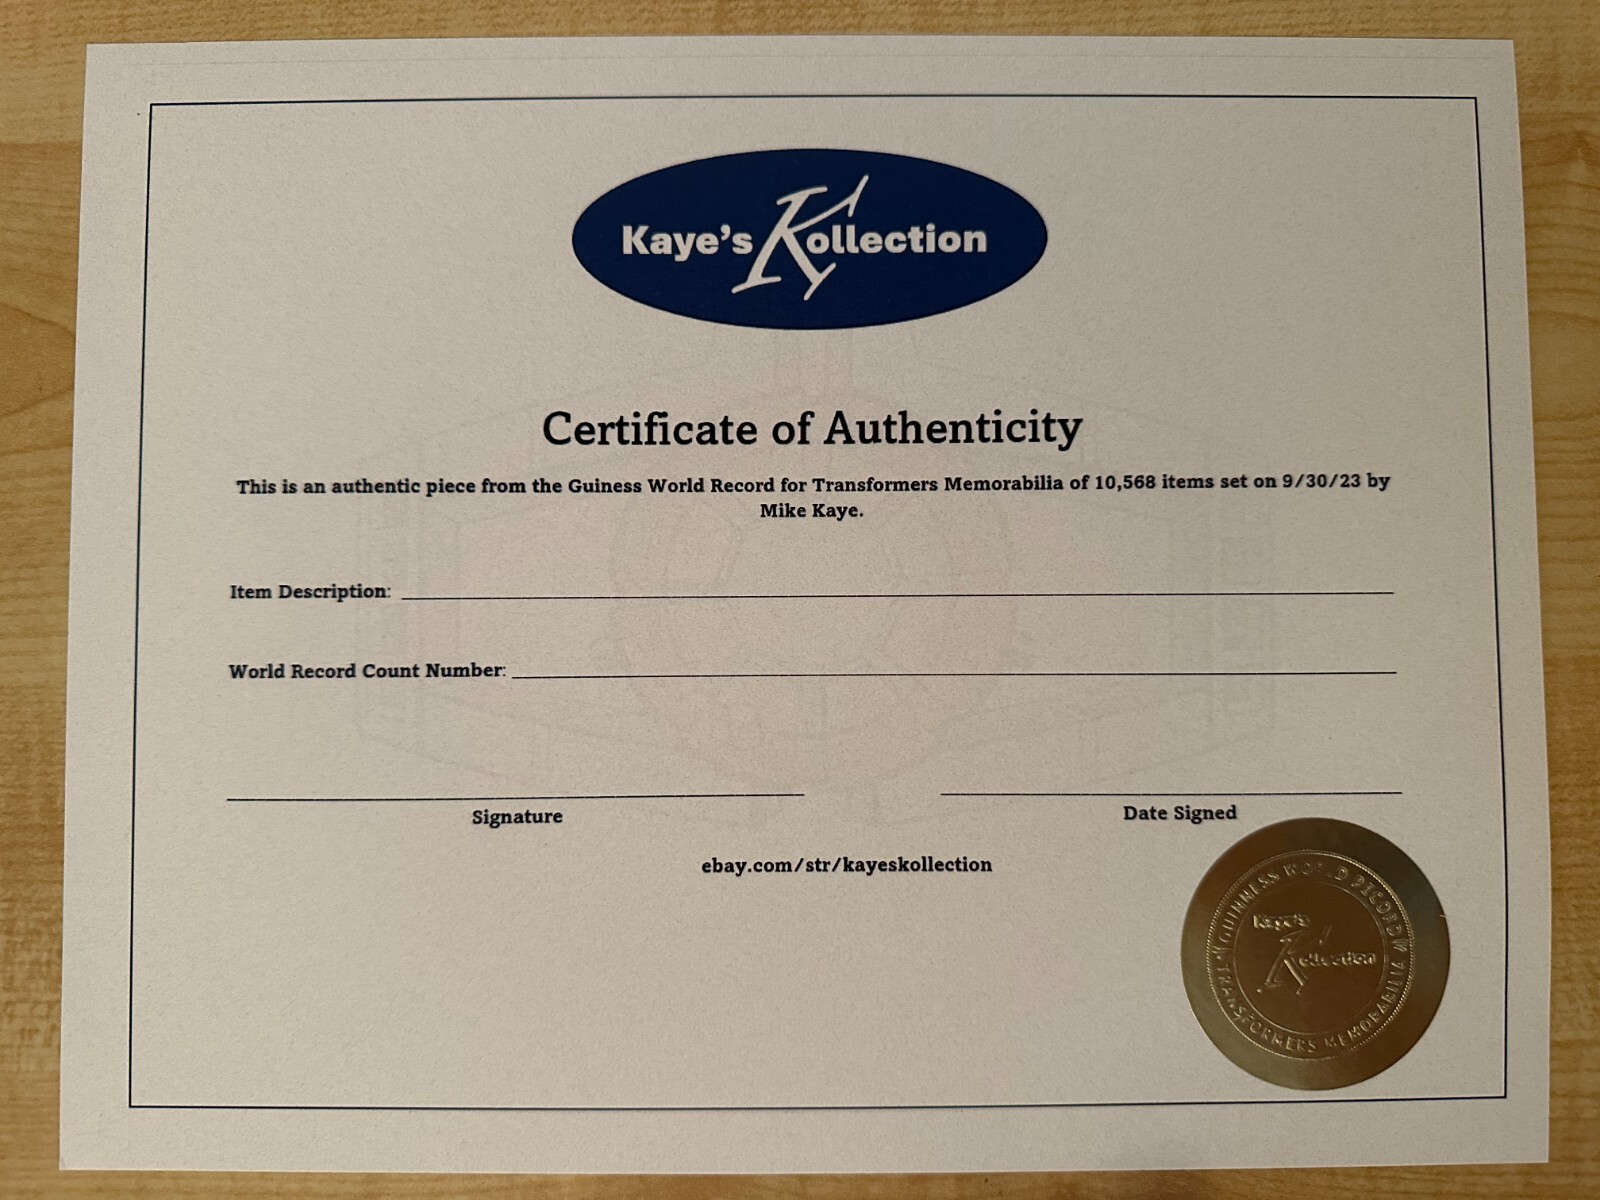 Kaye's Kollection
Certificate of Authenticity
This is an authentic piece from the Guiness World Record for Transformers Memorabilia of 10,568 items set on 9/30/23 by
Mike Kaye.
Item Description:
World Record Count Number:
Signature
Date Signed
ebay.com/str/kayeskollection
GUINNESS WORLD RECORD
Kaye's
Kollection
TRANSFORMERS MEMORABILIA